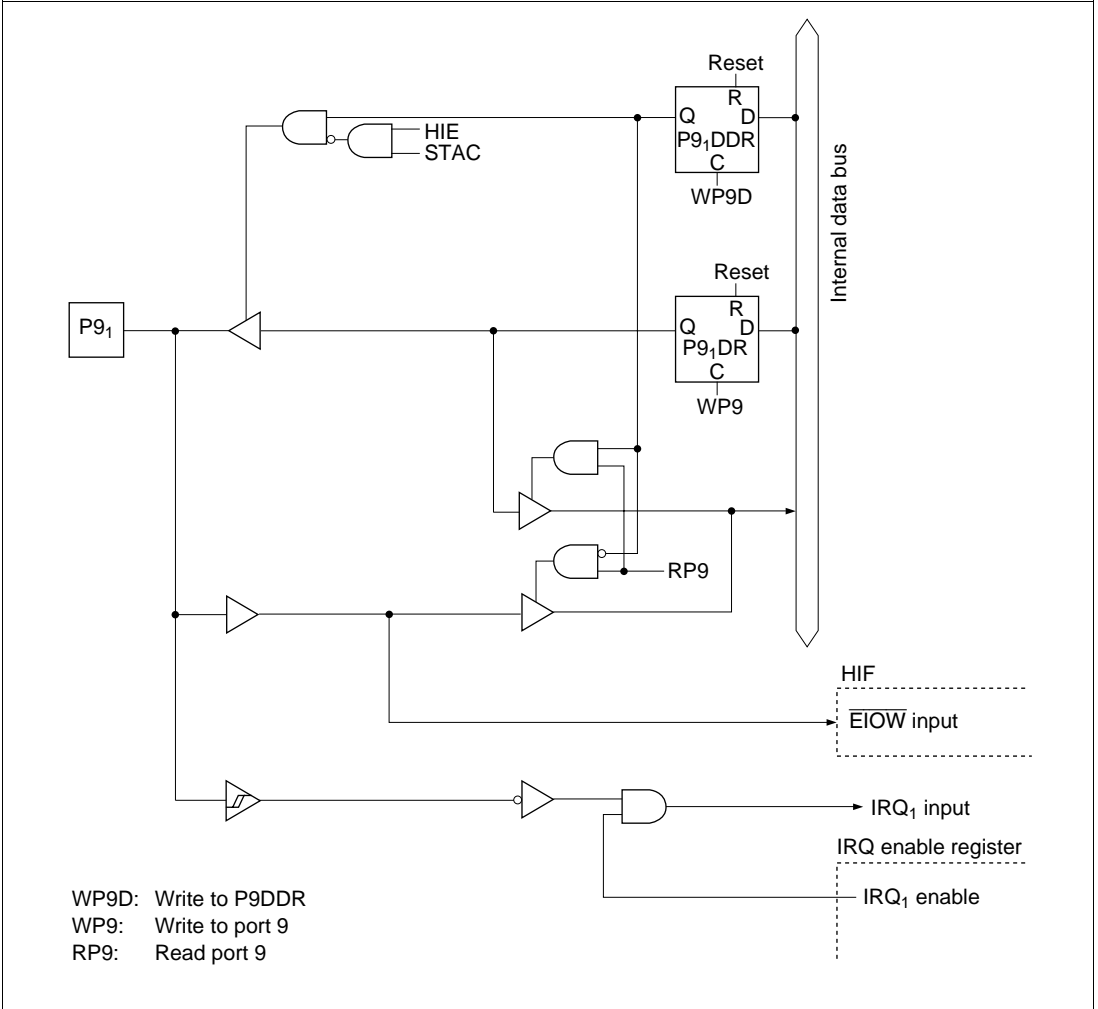 Reset
R
Q D
P9₁DDR
C
WP9D
HIE
STAC
Internal data bus
Reset
R
Q D
P9₁DR
C
WP9
P9₁
RP9
HIF
E̅I̅O̅W̅ input
IRQ₁ input
IRQ enable register
IRQ₁ enable
WP9D: Write to P9DDR
WP9: Write to port 9
RP9: Read port 9